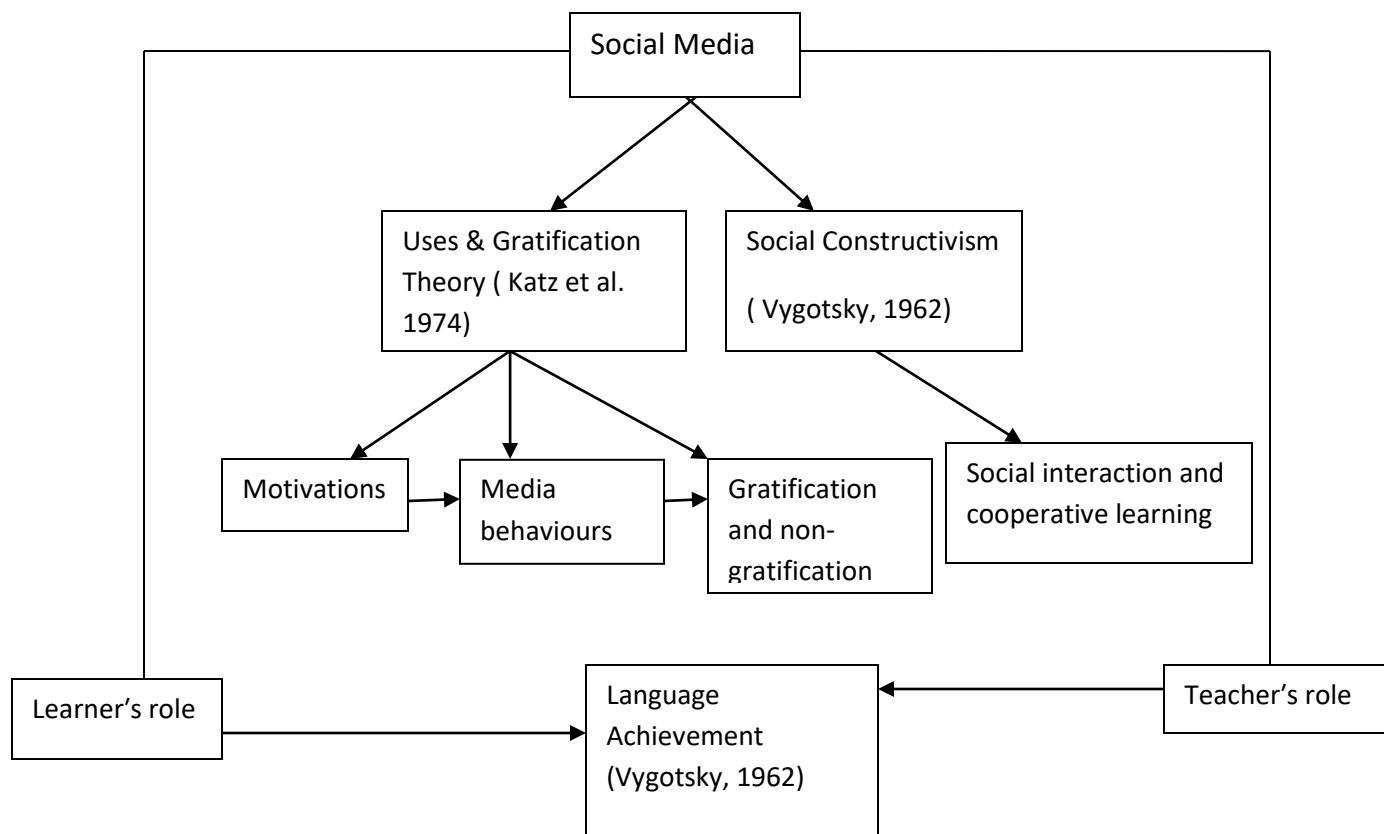 Social Media
Uses & Gratification
Theory ( Katz et al.
1974)
Social Constructivism
( Vygotsky, 1962)
Motivations
Media
behaviours
Gratification
and non-
gratification
Social interaction and
cooperative learning
Learner’s role
Language
Achievement
(Vygotsky, 1962)
Teacher’s role